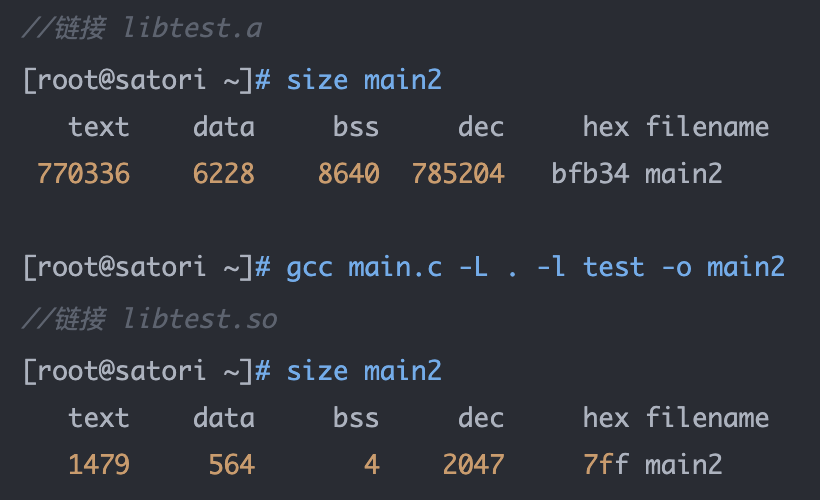 //链接 libtest.a
[root@satori ~]# size main2
text data bss dec hex filename
770336 6228 8640 785204 bfb34 main2
[root@satori ~]# gcc main.c -L . -l test -o main2
//链接 libtest.so
[root@satori ~]# size main2
text data bss dec hex filename
1479 564 4 2047 7ff main2